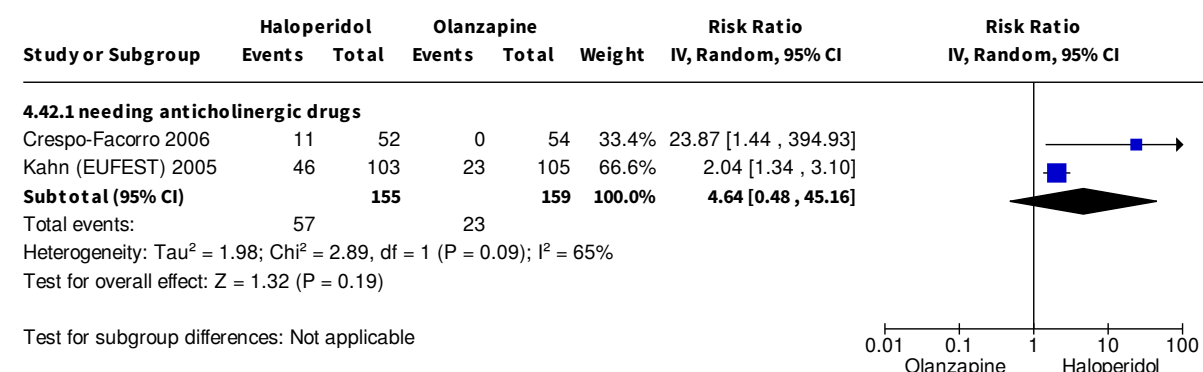 Haloperidol Olanzapine Risk Ratio Risk Ratio
Study or Subgroup Events Total Events Total Weight IV, Random, 95% CI IV, Random, 95% CI
4.42.1 needing anticholinergic drugs
Crespo-Facorro 2006 11 52 0 54 33.4% 23.87 [1.44 , 394.93]
Kahn (EUFEST) 2005 46 103 23 105 66.6% 2.04 [1.34 , 3.10]
Subtotal (95% CI) 155 159 100.0% 4.64 [0.48 , 45.16]
Total events: 57 23
Heterogeneity: Tau² = 1.98; Chi² = 2.89, df = 1 (P = 0.09); I² = 65%
Test for overall effect: Z = 1.32 (P = 0.19)
Test for subgroup differences: Not applicable
0.01 0.1 1 10 100
Olanzapine Haloperidol